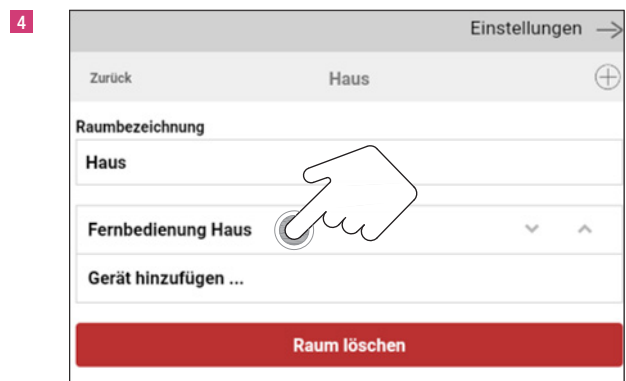 4
Einstellungen
Zurück Haus
Raumbezeichnung
Haus
Fernbedienung Haus
Gerät hinzufügen ...
Raum löschen